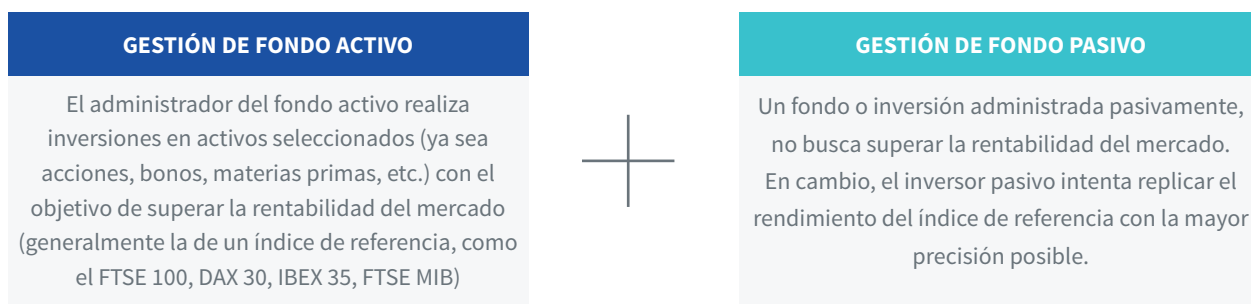 GESTIÓN DE FONDO ACTIVO
El administrador del fondo activo realiza
inversiones en activos seleccionados (ya sea
acciones, bonos, materias primas, etc.) con el
objetivo de superar la rentabilidad del mercado
(generalmente la de un índice de referencia, como
el FTSE 100, DAX 30, IBEX 35, FTSE MIB)
GESTIÓN DE FONDO PASIVO
Un fondo o inversión administrada pasivamente,
no busca superar la rentabilidad del mercado.
En cambio, el inversor pasivo intenta replicar el
rendimiento del índice de referencia con la mayor
precisión posible.